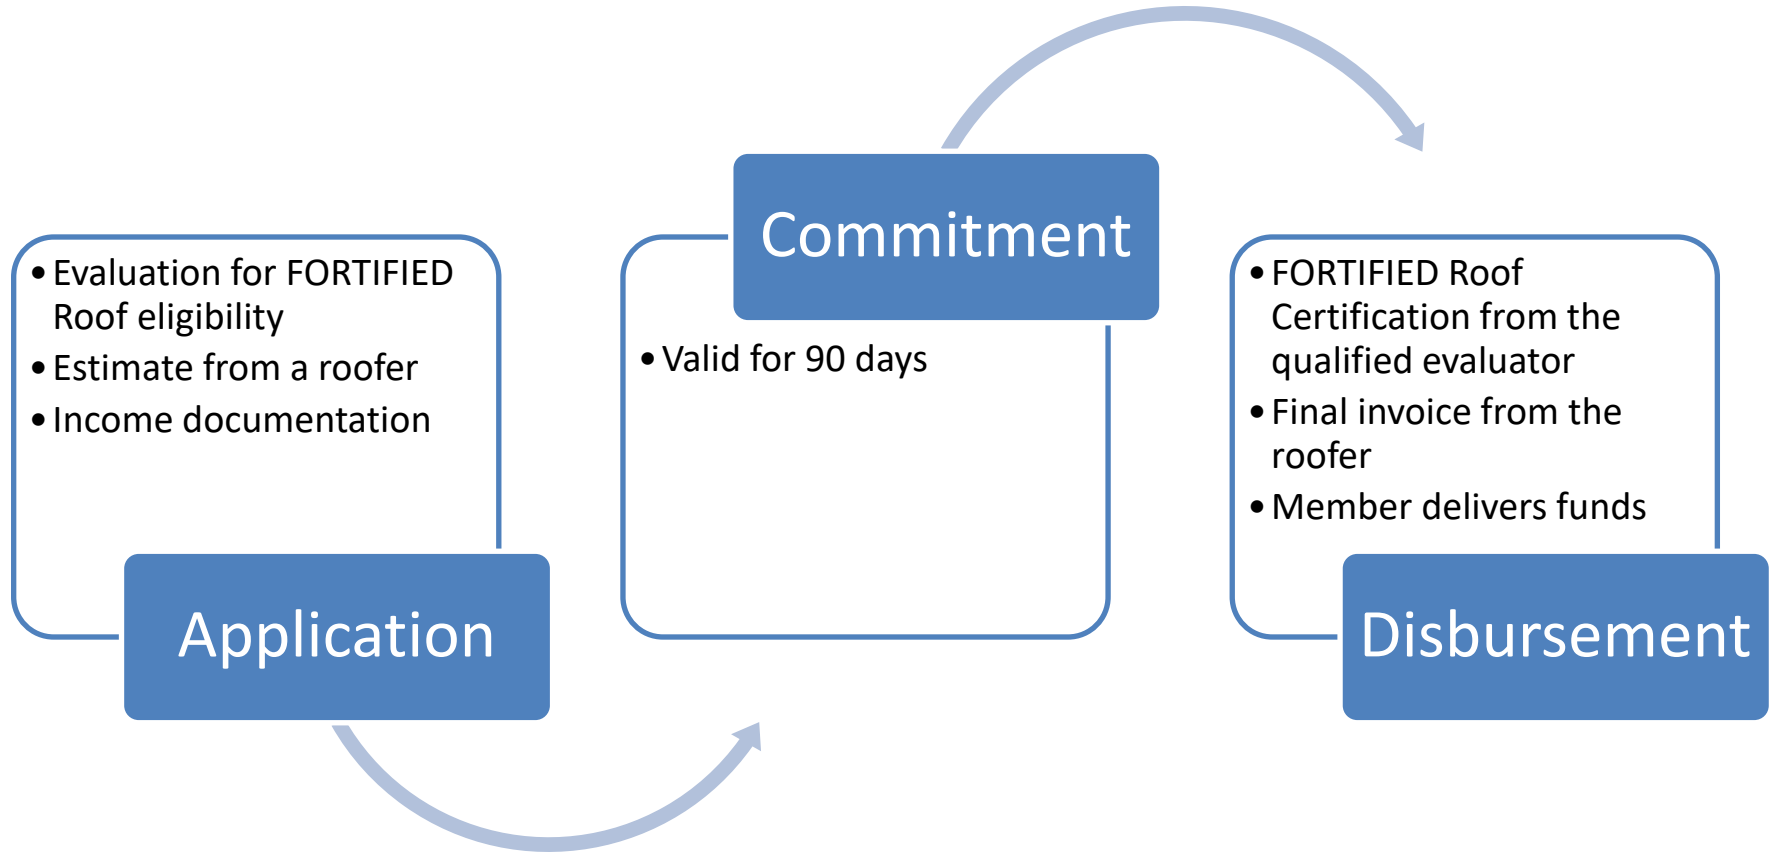 • Evaluation for FORTIFIED
Roof eligibility
• Estimate from a roofer
• Income documentation
Application
Commitment
• Valid for 90 days
• FORTIFIED Roof
Certification from the
qualified evaluator
• Final invoice from the
roofer
• Member delivers funds
Disbursement